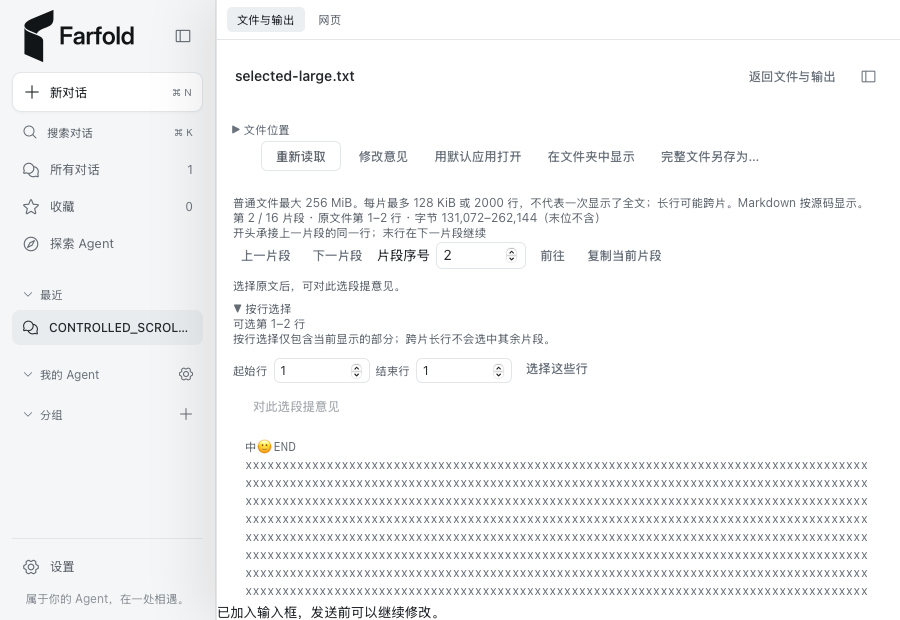 Farfold
新对话 ⌘ N
搜索对话 ⌘ K
所有对话 1
收藏 0
探索 Agent
最近
CONTROLLED_SCROL...
我的 Agent
分组
设置
属于你的 Agent，在一处相遇。
文件与输出 网页
selected-large.txt 返回文件与输出
▶ 文件位置
重新读取 修改意见 用默认应用打开 在文件夹中显示 完整文件另存为...
普通文件最大 256 MiB。每片最多 128 KiB 或 2000 行，不代表一次显示了全文；长行可能跨片。Markdown 按源码显示。
第 2 / 16 片段 · 原文件第 1–2 行 · 字节 131,072–262,144（末位不含）
开头承接上一片段的同一行；末行在下一片段继续
上一片段 下一片段 片段序号 2 前往 复制当前片段
选择原文后，可对此选段提意见。
▼ 按行选择
可选第 1–2 行
按行选择仅包含当前显示的部分；跨片长行不会选中其余片段。
起始行 1 结束行 1 选择这些行
对此选段提意见
中🙂END
xxxxxxxxxxxxxxxxxxxxxxxxxxxxxxxxxxxxxxxxxxxxxxxxxxxxxxxxxxxxxxxxxxxxxxxxxxxxxxxxxxxxx
xxxxxxxxxxxxxxxxxxxxxxxxxxxxxxxxxxxxxxxxxxxxxxxxxxxxxxxxxxxxxxxxxxxxxxxxxxxxxxxxxxxxx
xxxxxxxxxxxxxxxxxxxxxxxxxxxxxxxxxxxxxxxxxxxxxxxxxxxxxxxxxxxxxxxxxxxxxxxxxxxxxxxxxxxxx
xxxxxxxxxxxxxxxxxxxxxxxxxxxxxxxxxxxxxxxxxxxxxxxxxxxxxxxxxxxxxxxxxxxxxxxxxxxxxxxxxxxxx
xxxxxxxxxxxxxxxxxxxxxxxxxxxxxxxxxxxxxxxxxxxxxxxxxxxxxxxxxxxxxxxxxxxxxxxxxxxxxxxxxxxxx
xxxxxxxxxxxxxxxxxxxxxxxxxxxxxxxxxxxxxxxxxxxxxxxxxxxxxxxxxxxxxxxxxxxxxxxxxxxxxxxxxxxxx
xxxxxxxxxxxxxxxxxxxxxxxxxxxxxxxxxxxxxxxxxxxxxxxxxxxxxxxxxxxxxxxxxxxxxxxxxxxxxxxxxxxxx
xxxxxxxxxxxxxxxxxxxxxxxxxxxxxxxxxxxxxxxxxxxxxxxxxxxxxxxxxxxxxxxxxxxxxxxxxxxxxxxxxxxxx
已加入输入框，发送前可以继续修改。